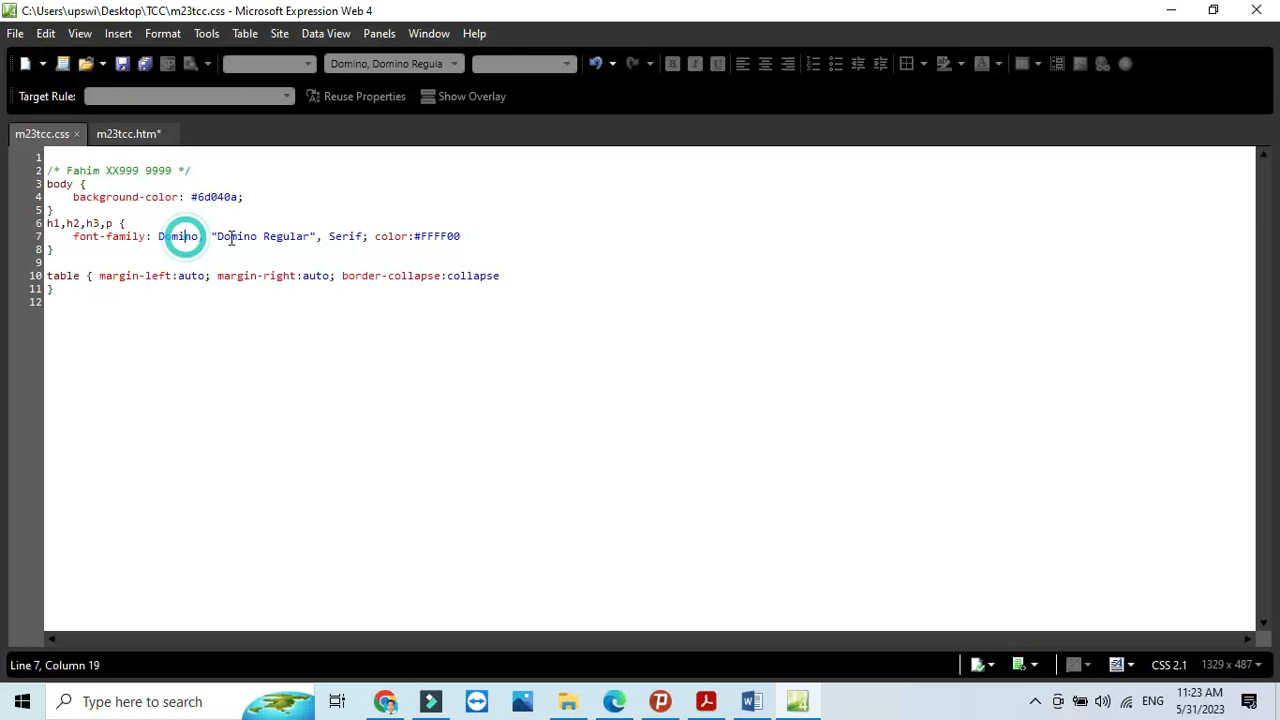 C:\Users\upswi\Desktop\TCC\m23tcc.css - Microsoft Expression Web 4
File Edit View Insert Format Tools Table Site Data View Panels Window Help
Domino, Domino Regula
B I U
Target Rule: Reuse Properties Show Overlay
m23tcc.css × m23tcc.htm*
1
2 /* Fahim XX999 9999 */
3 body {
4 background-color: #6d040a;
5 }
6 h1,h2,h3,p {
7 font-family: Domino, "Domino Regular", Serif; color:#FFFF00
8 }
9
10 table { margin-left:auto; margin-right:auto; border-collapse:collapse
11 }
12
Line 7, Column 19 CSS 2.1 1329 x 487
Type here to search ENG 11:23 AM
5/31/2023